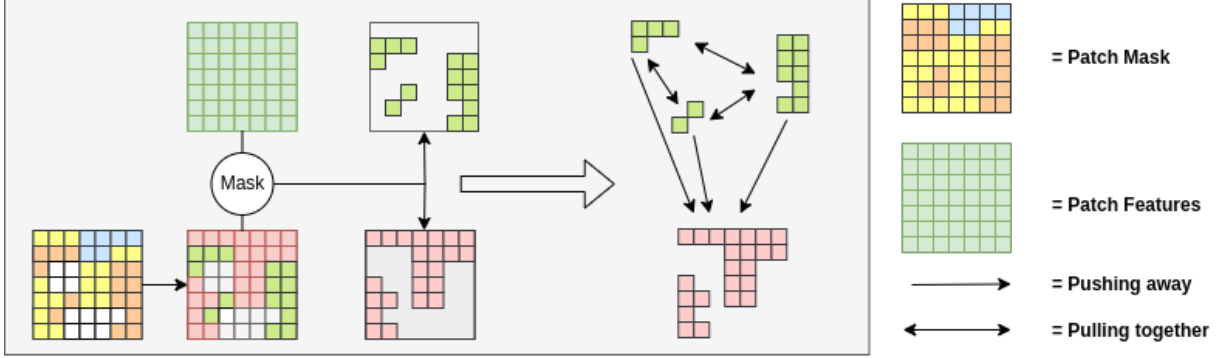 Mask
= Patch Mask
= Patch Features
= Pushing away
= Pulling together